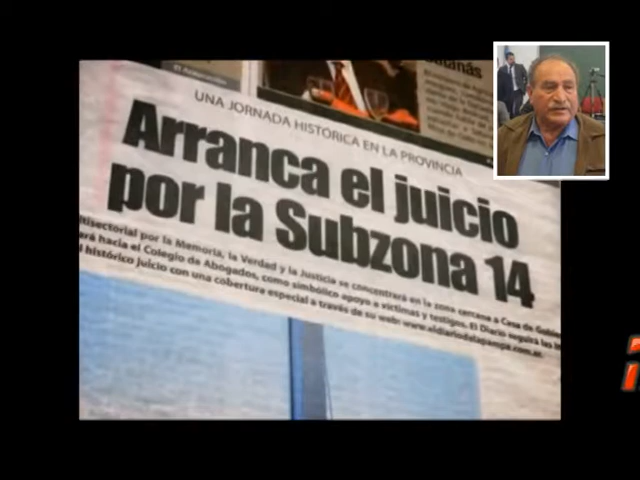 UNA JORNADA HISTÓRICA EN LA PROVINCIA
Arranca el juicio
por la Subzona 14
por la Memoria, la Verdad y la Justicia se concentrará en la zona cercana a Casa de
hacia el Colegio de Abogados, como simbólico apoyo a víctimas y testigos. El Diario seguirá las
histórico juicio con una cobertura especial a través de su web: www.eldiariodelapampa.com.ar